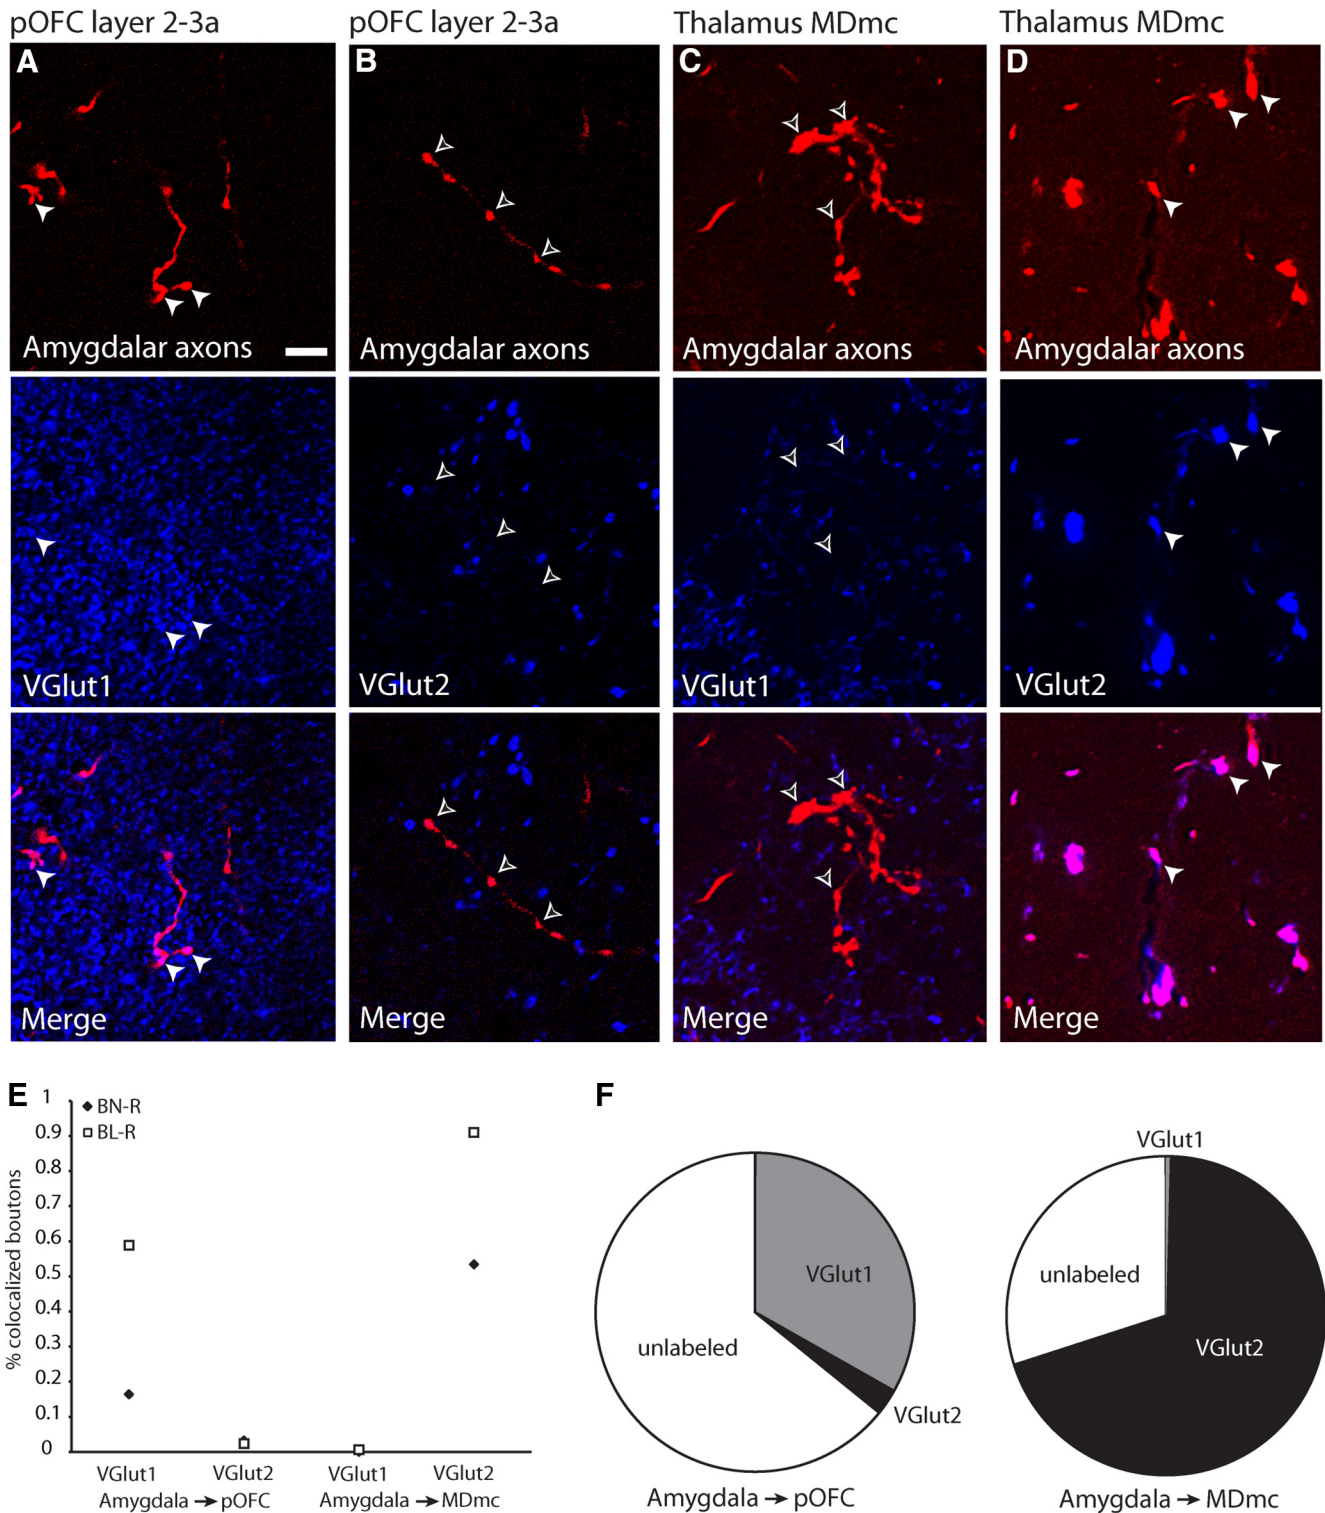 pOFC layer 2-3a
pOFC layer 2-3a
Thalamus MDmc
Thalamus MDmc
A
B
C
D
Amygdalar axons
Amygdalar axons
Amygdalar axons
Amygdalar axons
VGlut1
VGlut2
VGlut1
VGlut2
Merge
Merge
Merge
Merge
E
BN-R
BL-R
% colocalized boutons
1
0.9
0.8
0.7
0.6
0.5
0.4
0.3
0.2
0.1
0
VGlut1
VGlut2
VGlut1
VGlut2
Amygdala → pOFC
Amygdala → MDmc
F
VGlut1
unlabeled
VGlut2
Amygdala → pOFC
VGlut1
unlabeled
VGlut2
Amygdala → MDmc